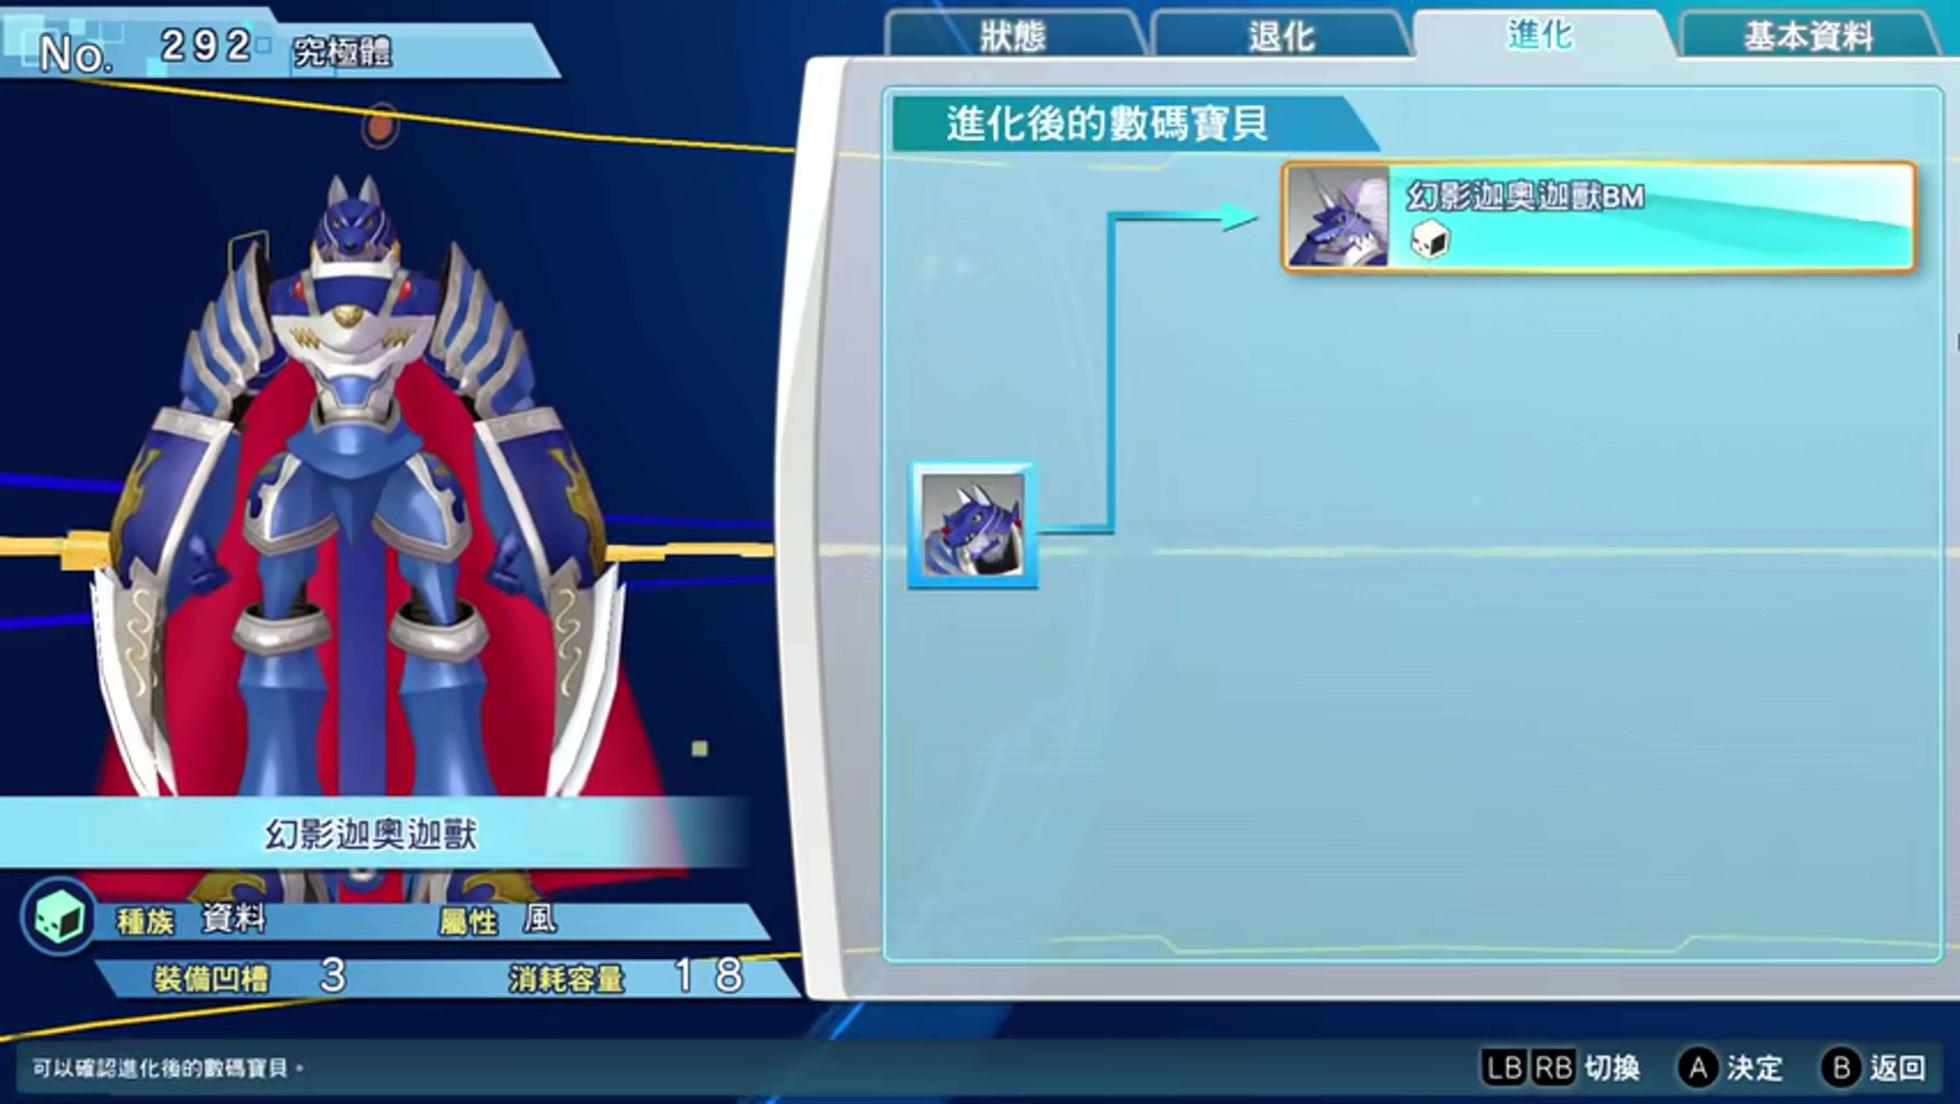 No. 292 究極體
狀態 退化 進化 基本資料
進化後的數碼寶貝
幻影迦奧迦獸BM
幻影迦奧迦獸
種族 資料 屬性 風
裝備凹槽 3 消耗容量 18
可以確認進化後的數碼寶貝。
LB RB 切換 A 決定 B 返回